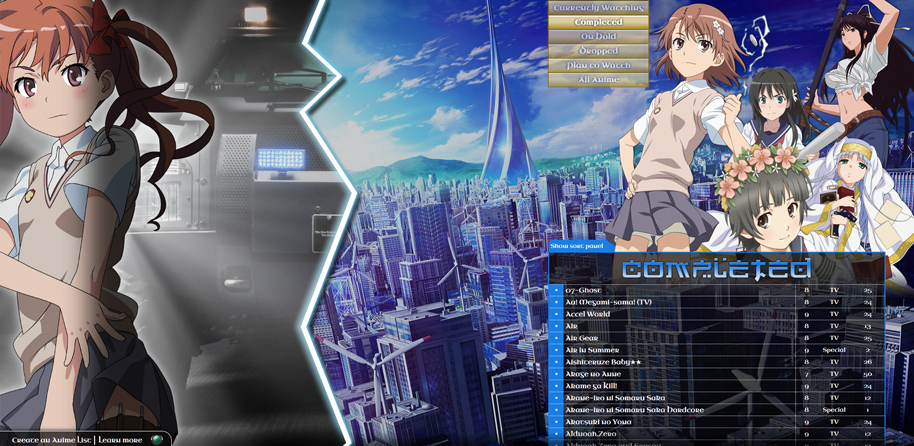 Currently Watching
Completed
On Hold
Dropped
Plan to Watch
All Anime
Show sort panel
COMPLETED
07-Ghost 8 TV 25
Aa! Megami-sama! (TV) 8 TV 24
Accel World 9 TV 24
Air 8 TV 13
Air Gear 8 TV 25
Air in Summer 9 Special 2
Aishiteruze Baby★★ 8 TV 26
Akage no Anne 7 TV 50
Akame ga Kill! 9 TV 24
Akane-iro ni Somaru Saka 8 TV 12
Akane-iro ni Somaru Saka Hardcore 8 Special 1
Akatsuki no Yona 9 TV 24
Aldnoah.Zero 9 TV 12
Create an Anime List | Learn more